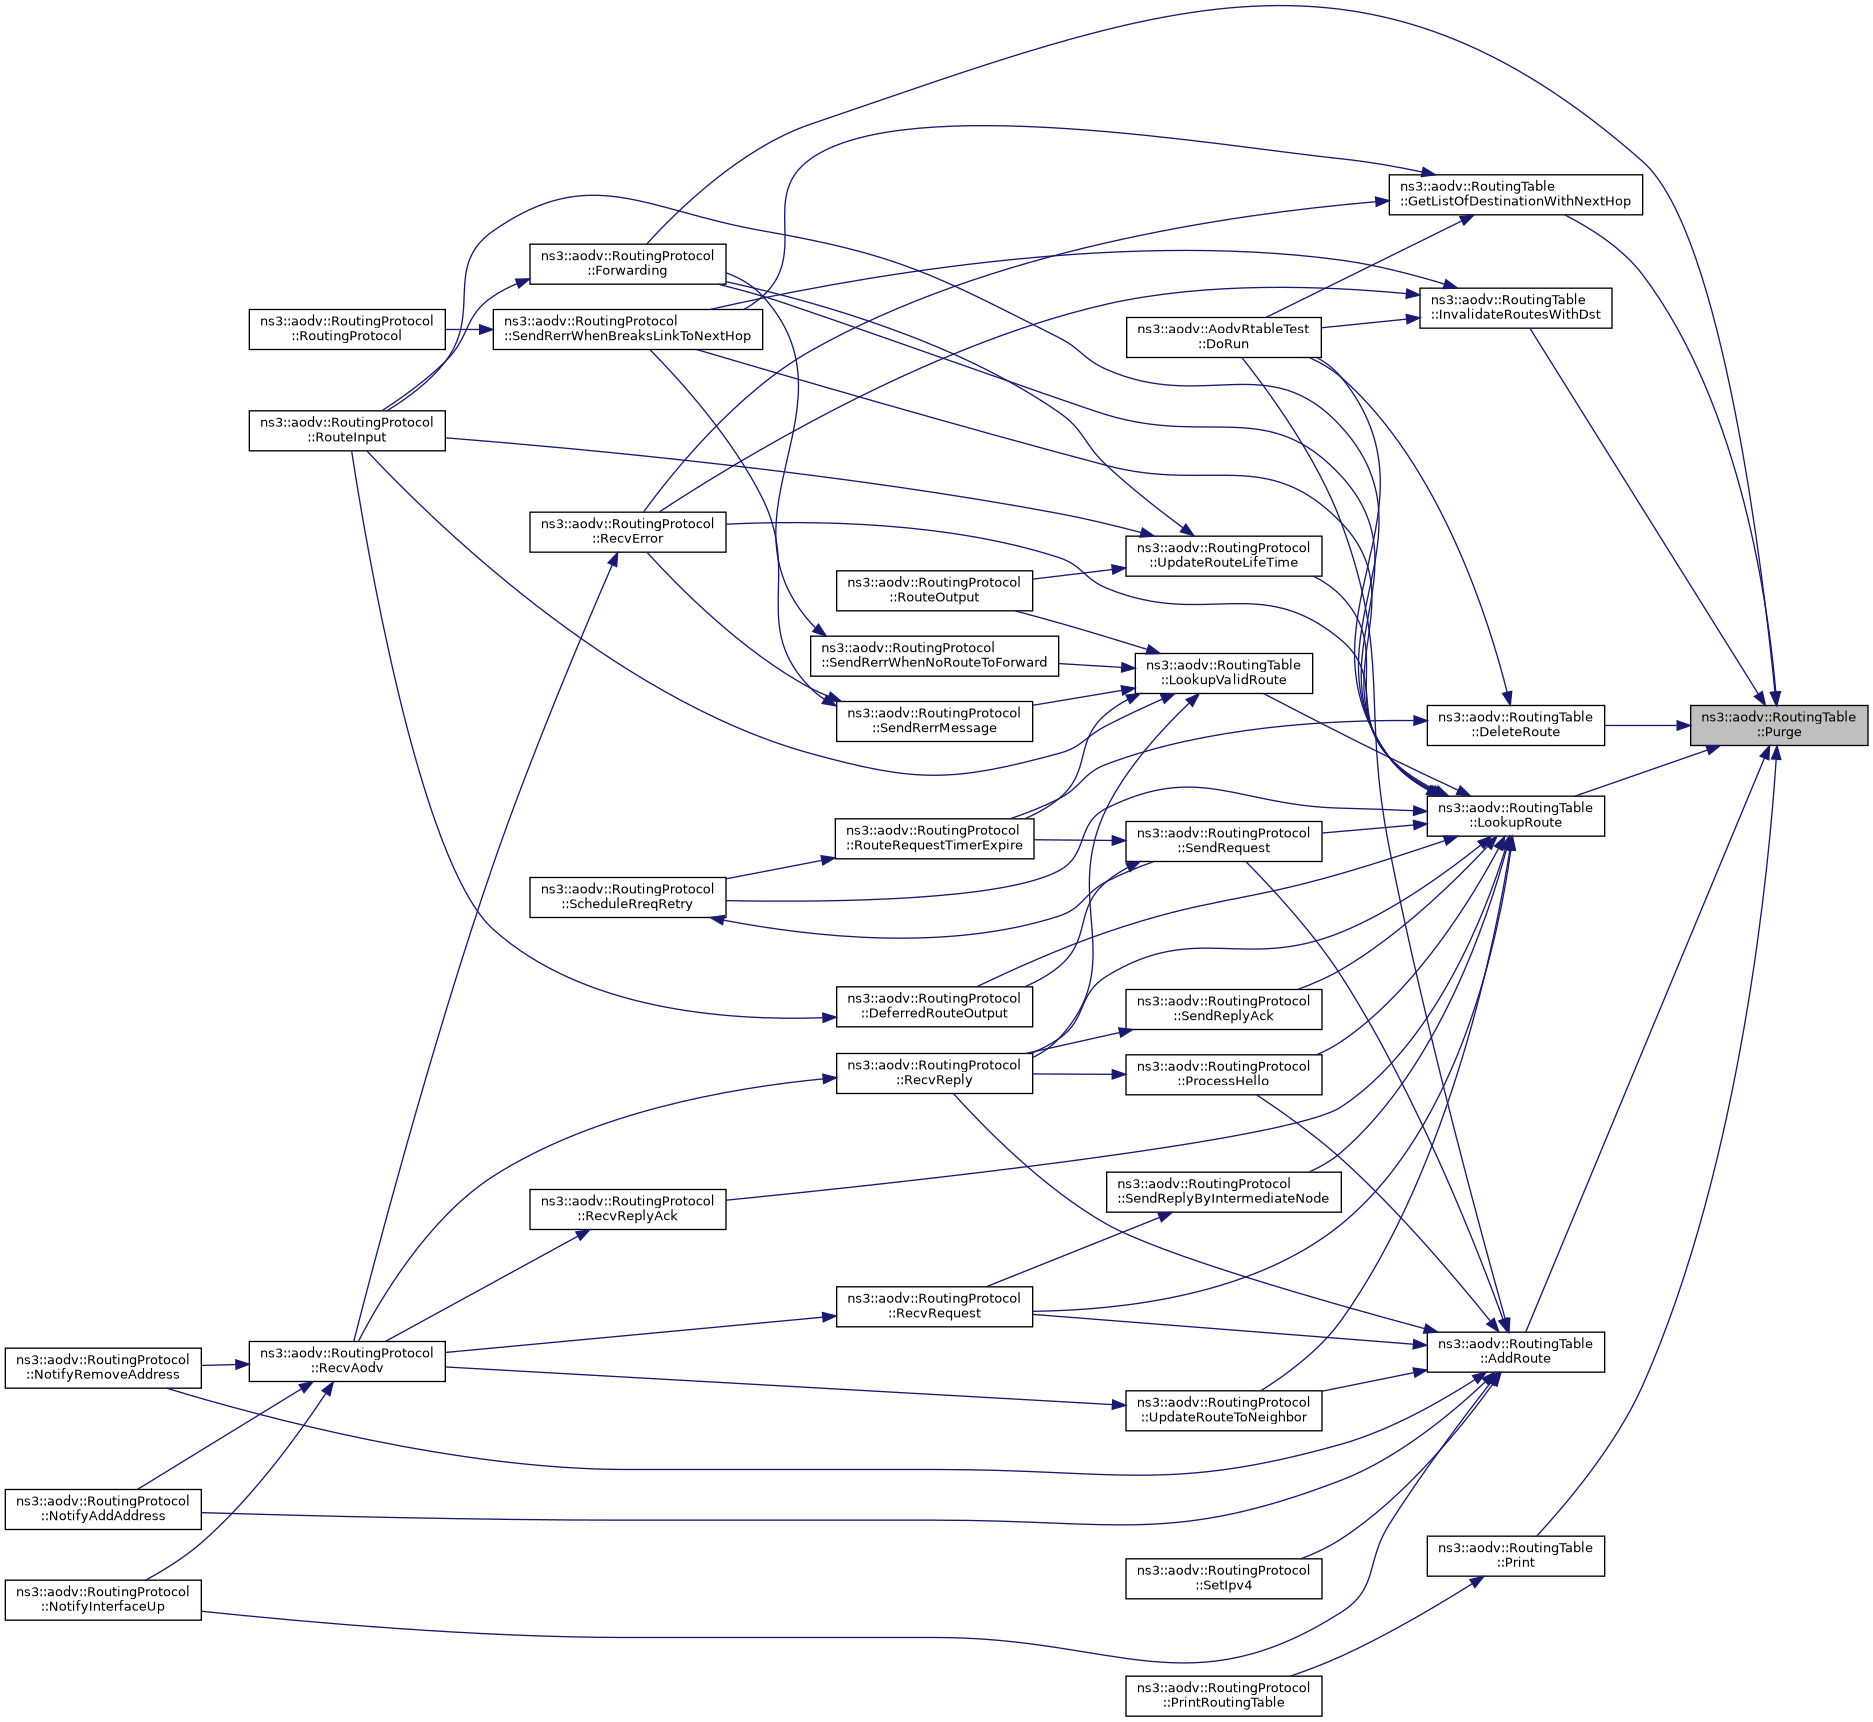 ns3::aodv::RoutingTable
::GetListOfDestinationWithNextHop
ns3::aodv::RoutingProtocol
::Forwarding
ns3::aodv::RoutingTable
::InvalidateRoutesWithDst
ns3::aodv::RoutingProtocol
::RoutingProtocol
ns3::aodv::RoutingProtocol
::SendRerrWhenBreaksLinkToNextHop
ns3::aodv::AodvRtableTest
::DoRun
ns3::aodv::RoutingProtocol
::RouteInput
ns3::aodv::RoutingProtocol
::RecvError
ns3::aodv::RoutingProtocol
::UpdateRouteLifeTime
ns3::aodv::RoutingProtocol
::RouteOutput
ns3::aodv::RoutingProtocol
::SendRerrWhenNoRouteToForward
ns3::aodv::RoutingTable
::LookupValidRoute
ns3::aodv::RoutingProtocol
::SendRerrMessage
ns3::aodv::RoutingTable
::DeleteRoute
ns3::aodv::RoutingTable
::Purge
ns3::aodv::RoutingTable
::LookupRoute
ns3::aodv::RoutingProtocol
::RouteRequestTimerExpire
ns3::aodv::RoutingProtocol
::SendRequest
ns3::aodv::RoutingProtocol
::ScheduleRreqRetry
ns3::aodv::RoutingProtocol
::DeferredRouteOutput
ns3::aodv::RoutingProtocol
::SendReplyAck
ns3::aodv::RoutingProtocol
::RecvReply
ns3::aodv::RoutingProtocol
::ProcessHello
ns3::aodv::RoutingProtocol
::RecvReplyAck
ns3::aodv::RoutingProtocol
::SendReplyByIntermediateNode
ns3::aodv::RoutingProtocol
::RecvRequest
ns3::aodv::RoutingProtocol
::NotifyRemoveAddress
ns3::aodv::RoutingProtocol
::RecvAodv
ns3::aodv::RoutingTable
::AddRoute
ns3::aodv::RoutingProtocol
::UpdateRouteToNeighbor
ns3::aodv::RoutingProtocol
::NotifyAddAddress
ns3::aodv::RoutingProtocol
::SetIpv4
ns3::aodv::RoutingTable
::Print
ns3::aodv::RoutingProtocol
::NotifyInterfaceUp
ns3::aodv::RoutingProtocol
::PrintRoutingTable